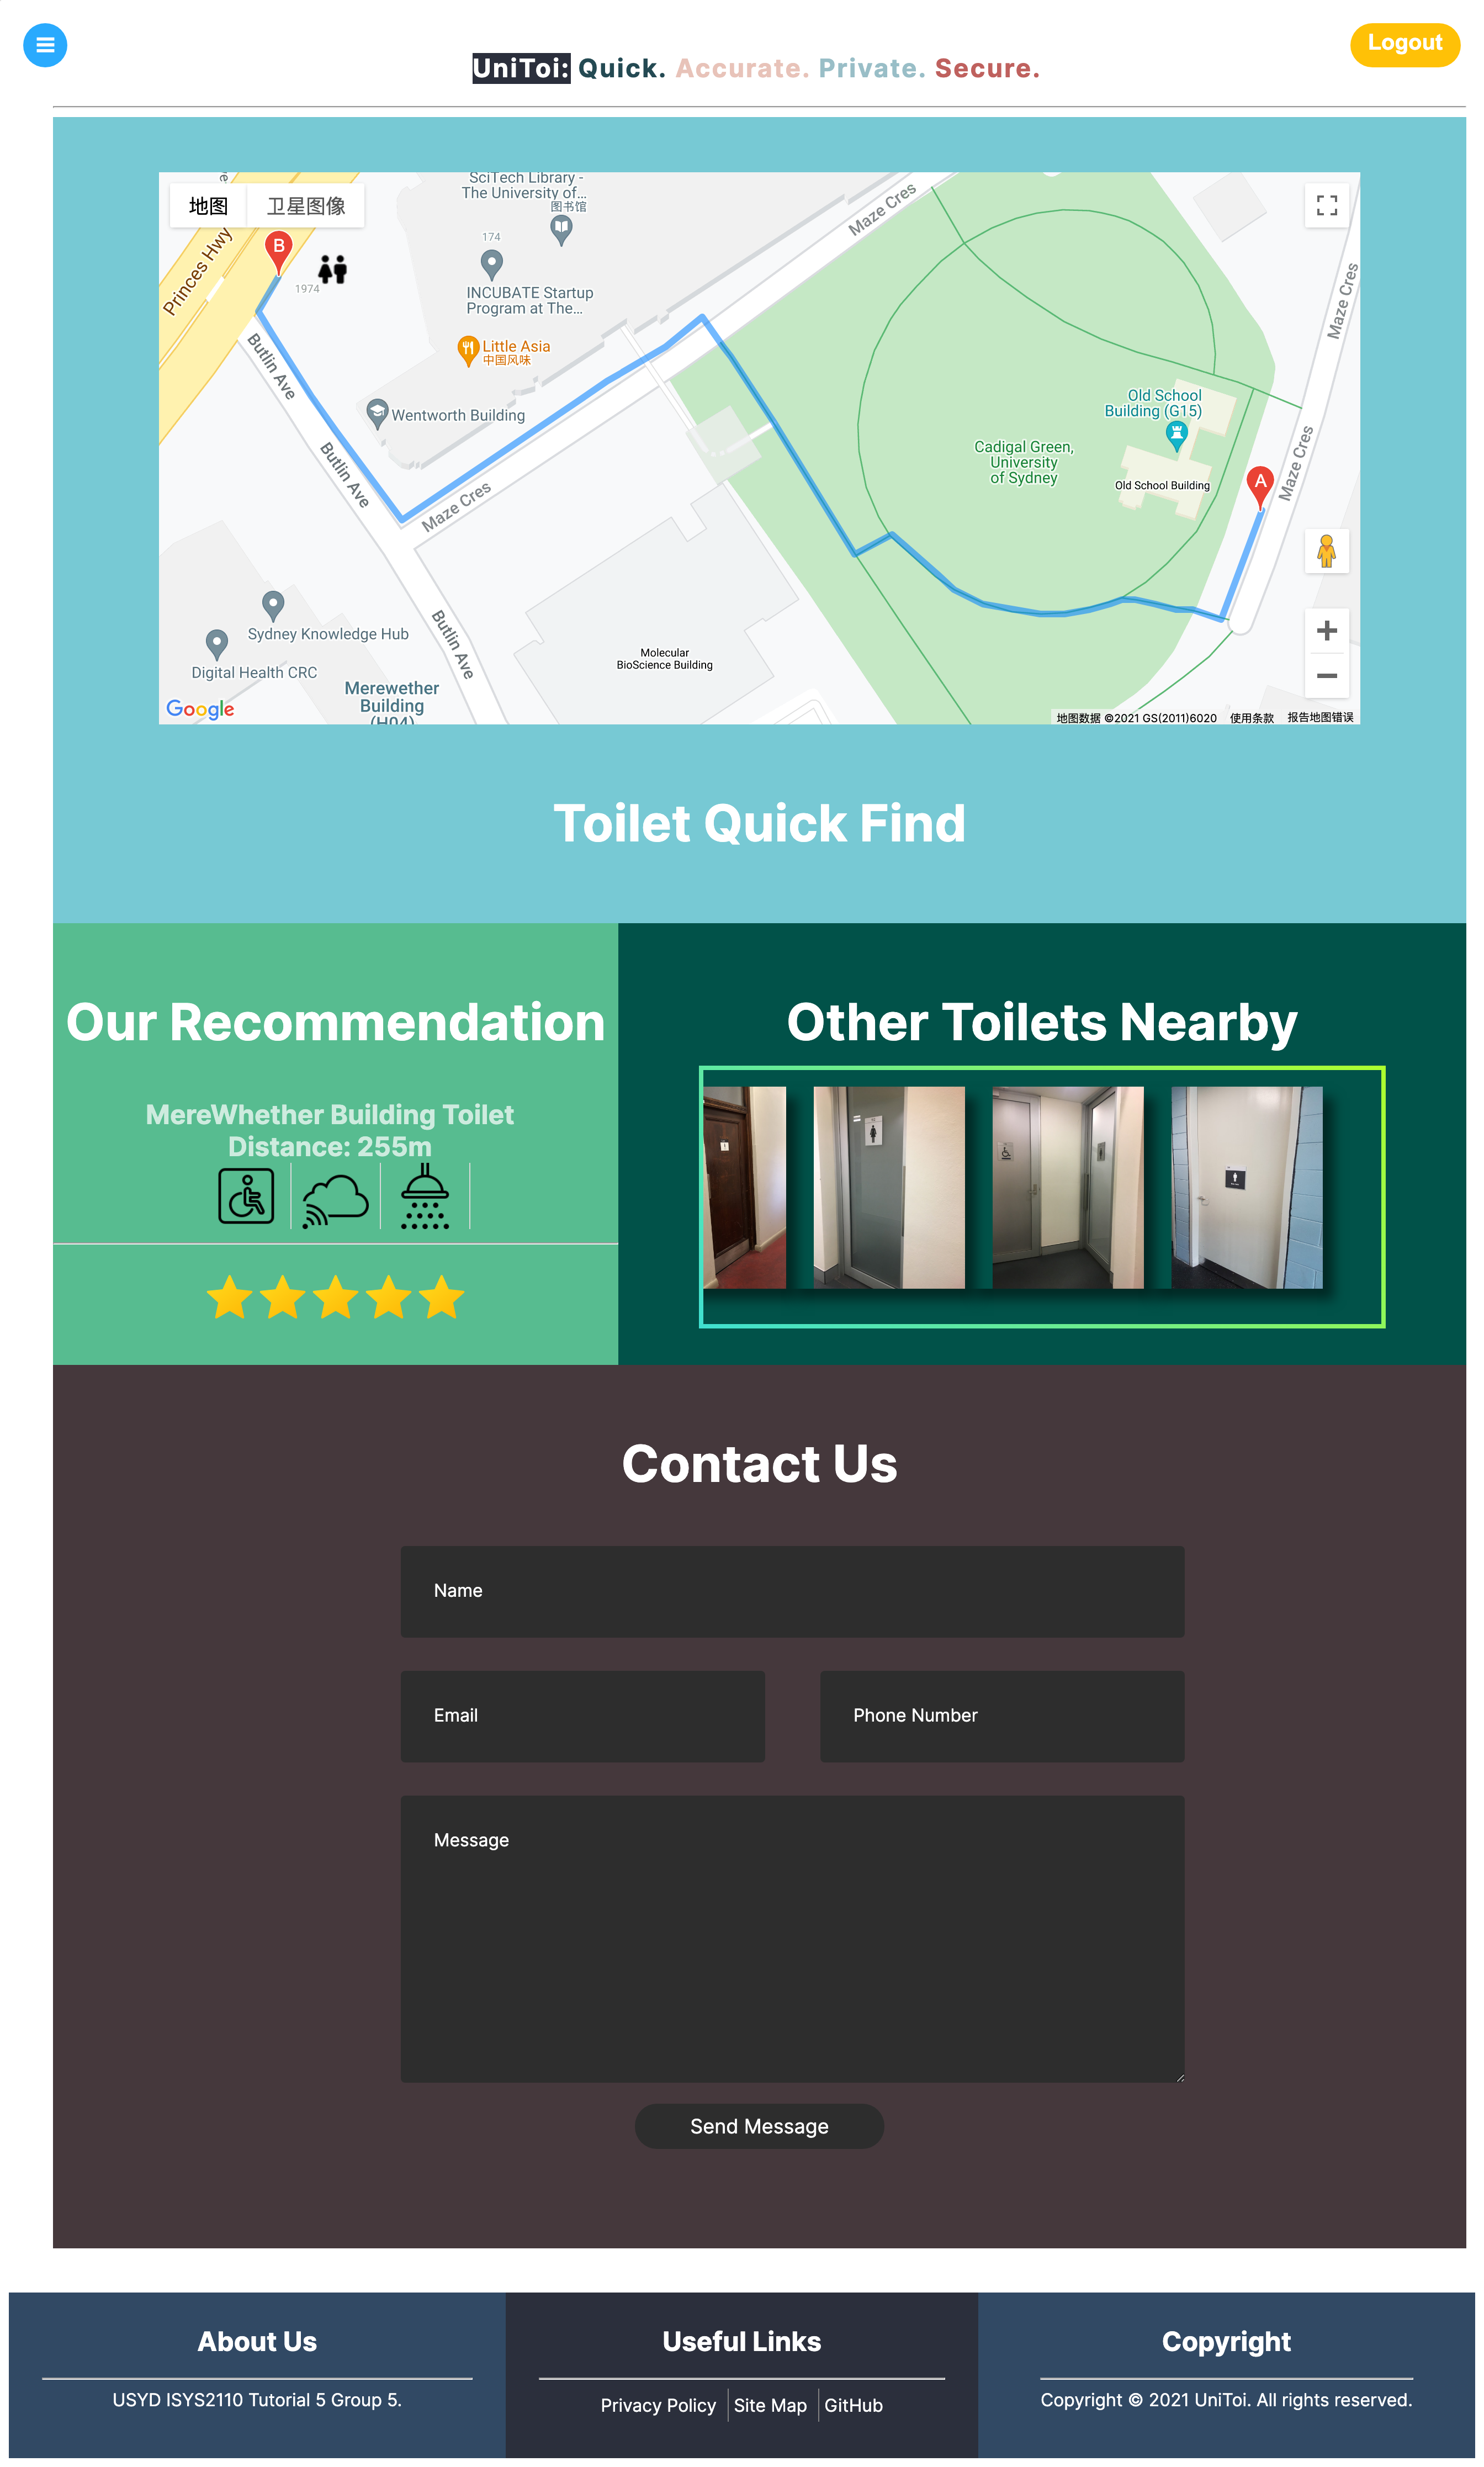 Logout
UniToi: Quick. Accurate. Private. Secure.
地图
卫星图像
SciTech Library -
The University of...
图书馆
174
INCUBATE Startup
Program at The...
Little Asia
中国风味
Wentworth Building
Princes Hwy
B
1974
Butlin Ave
Butlin Ave
Butlin Ave
Maze Cres
Maze Cres
Maze Cres
Maze Cres
Old School
Building (G15)
Cadigal Green,
University
of Sydney
Old School Building
A
Sydney Knowledge Hub
Digital Health CRC
Merewether
Building
(H04)
Molecular
BioScience Building
Google
地图数据 ©2021 GS(2011)6020
使用条款
报告地图错误
Toilet Quick Find
Our Recommendation
MereWhether Building Toilet
Distance: 255m
Other Toilets Nearby
Contact Us
Name
Email
Phone Number
Message
Send Message
About Us
USYD ISYS2110 Tutorial 5 Group 5.
Useful Links
Privacy Policy
Site Map
GitHub
Copyright
Copyright © 2021 UniToi. All rights reserved.